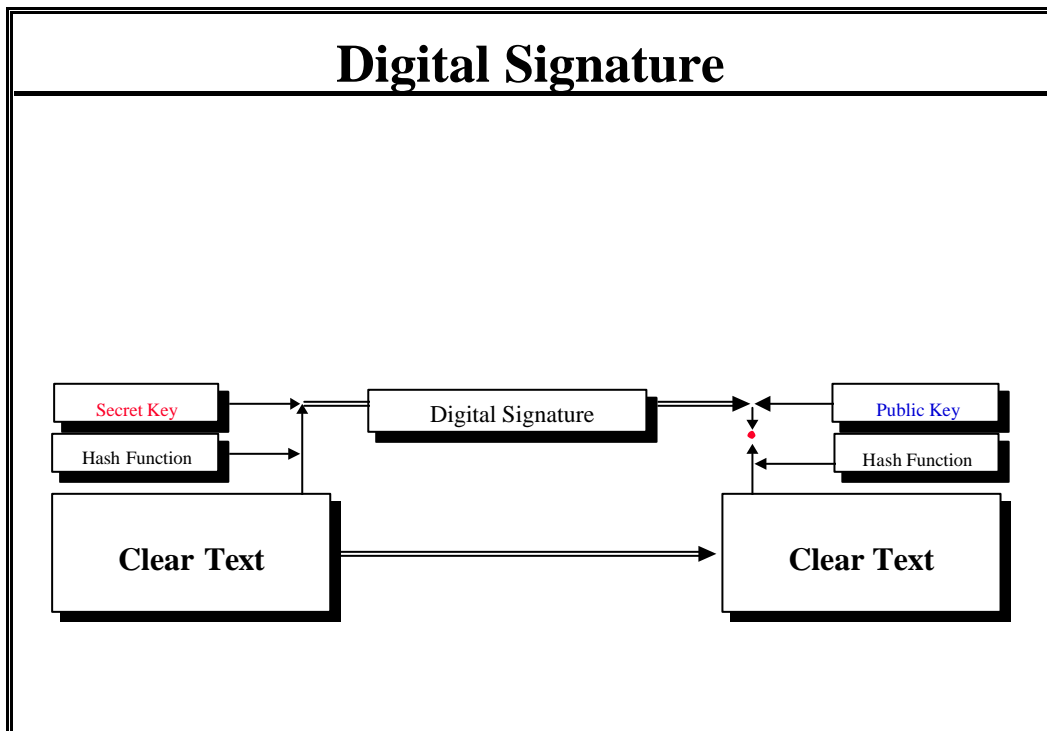 Digital Signature
Secret Key
Digital Signature
Public Key
Hash Function
Hash Function
Clear Text
Clear Text